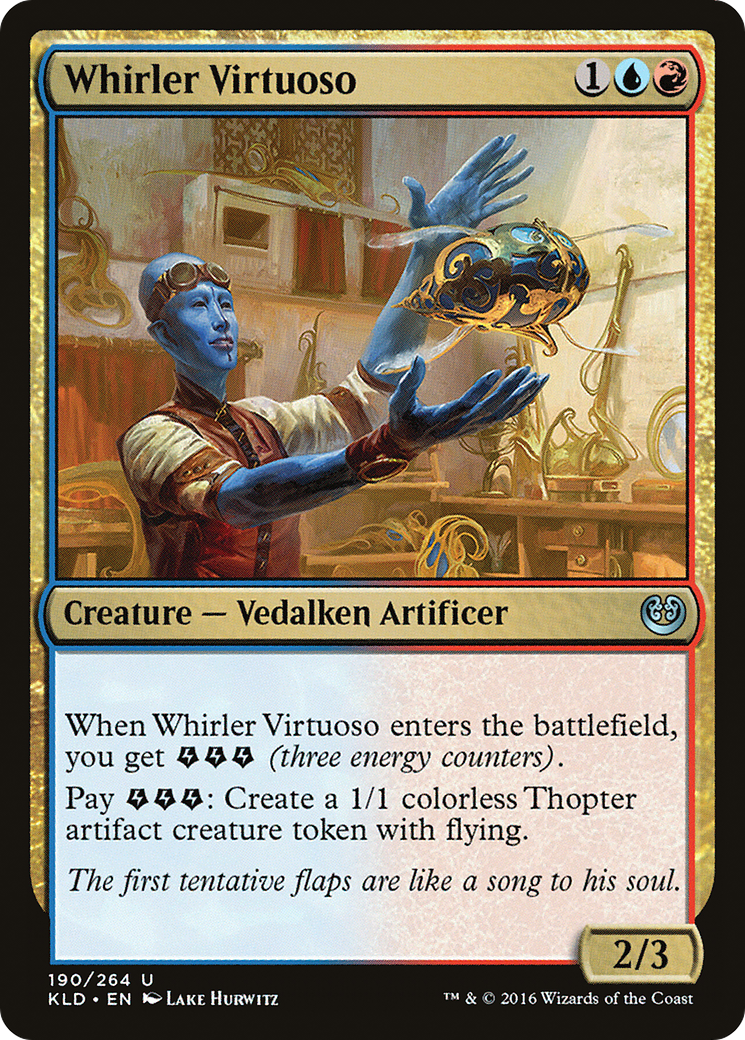 Whirler Virtuoso 1
Creature — Vedalken Artificer
When Whirler Virtuoso enters the battlefield,
you get (three energy counters).
Pay : Create a 1/1 colorless Thopter
artifact creature token with flying.
The first tentative flaps are like a song to his soul.
2/3
190/264 U
KLD • EN Lake Hurwitz
™ & © 2016 Wizards of the Coast